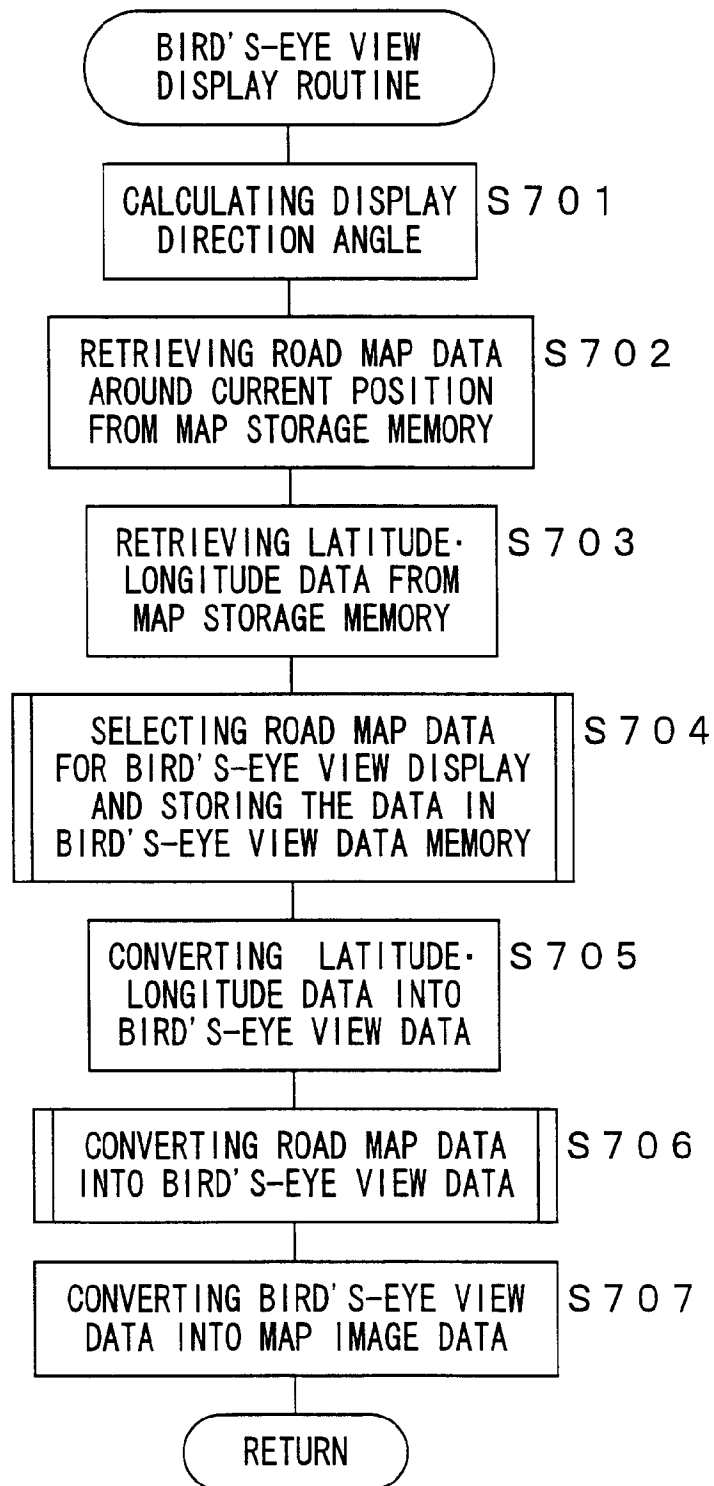 BIRD'S-EYE VIEW
DISPLAY ROUTINE
CALCULATING DISPLAY
DIRECTION ANGLE
S701
RETRIEVING ROAD MAP DATA
AROUND CURRENT POSITION
FROM MAP STORAGE MEMORY
S702
RETRIEVING LATITUDE·
LONGITUDE DATA FROM
MAP STORAGE MEMORY
S703
SELECTING ROAD MAP DATA
FOR BIRD'S-EYE VIEW DISPLAY
AND STORING THE DATA IN
BIRD'S-EYE VIEW DATA MEMORY
S704
CONVERTING LATITUDE·
LONGITUDE DATA INTO
BIRD'S-EYE VIEW DATA
S705
CONVERTING ROAD MAP DATA
INTO BIRD'S-EYE VIEW DATA
S706
CONVERTING BIRD'S-EYE VIEW
DATA INTO MAP IMAGE DATA
S707
RETURN